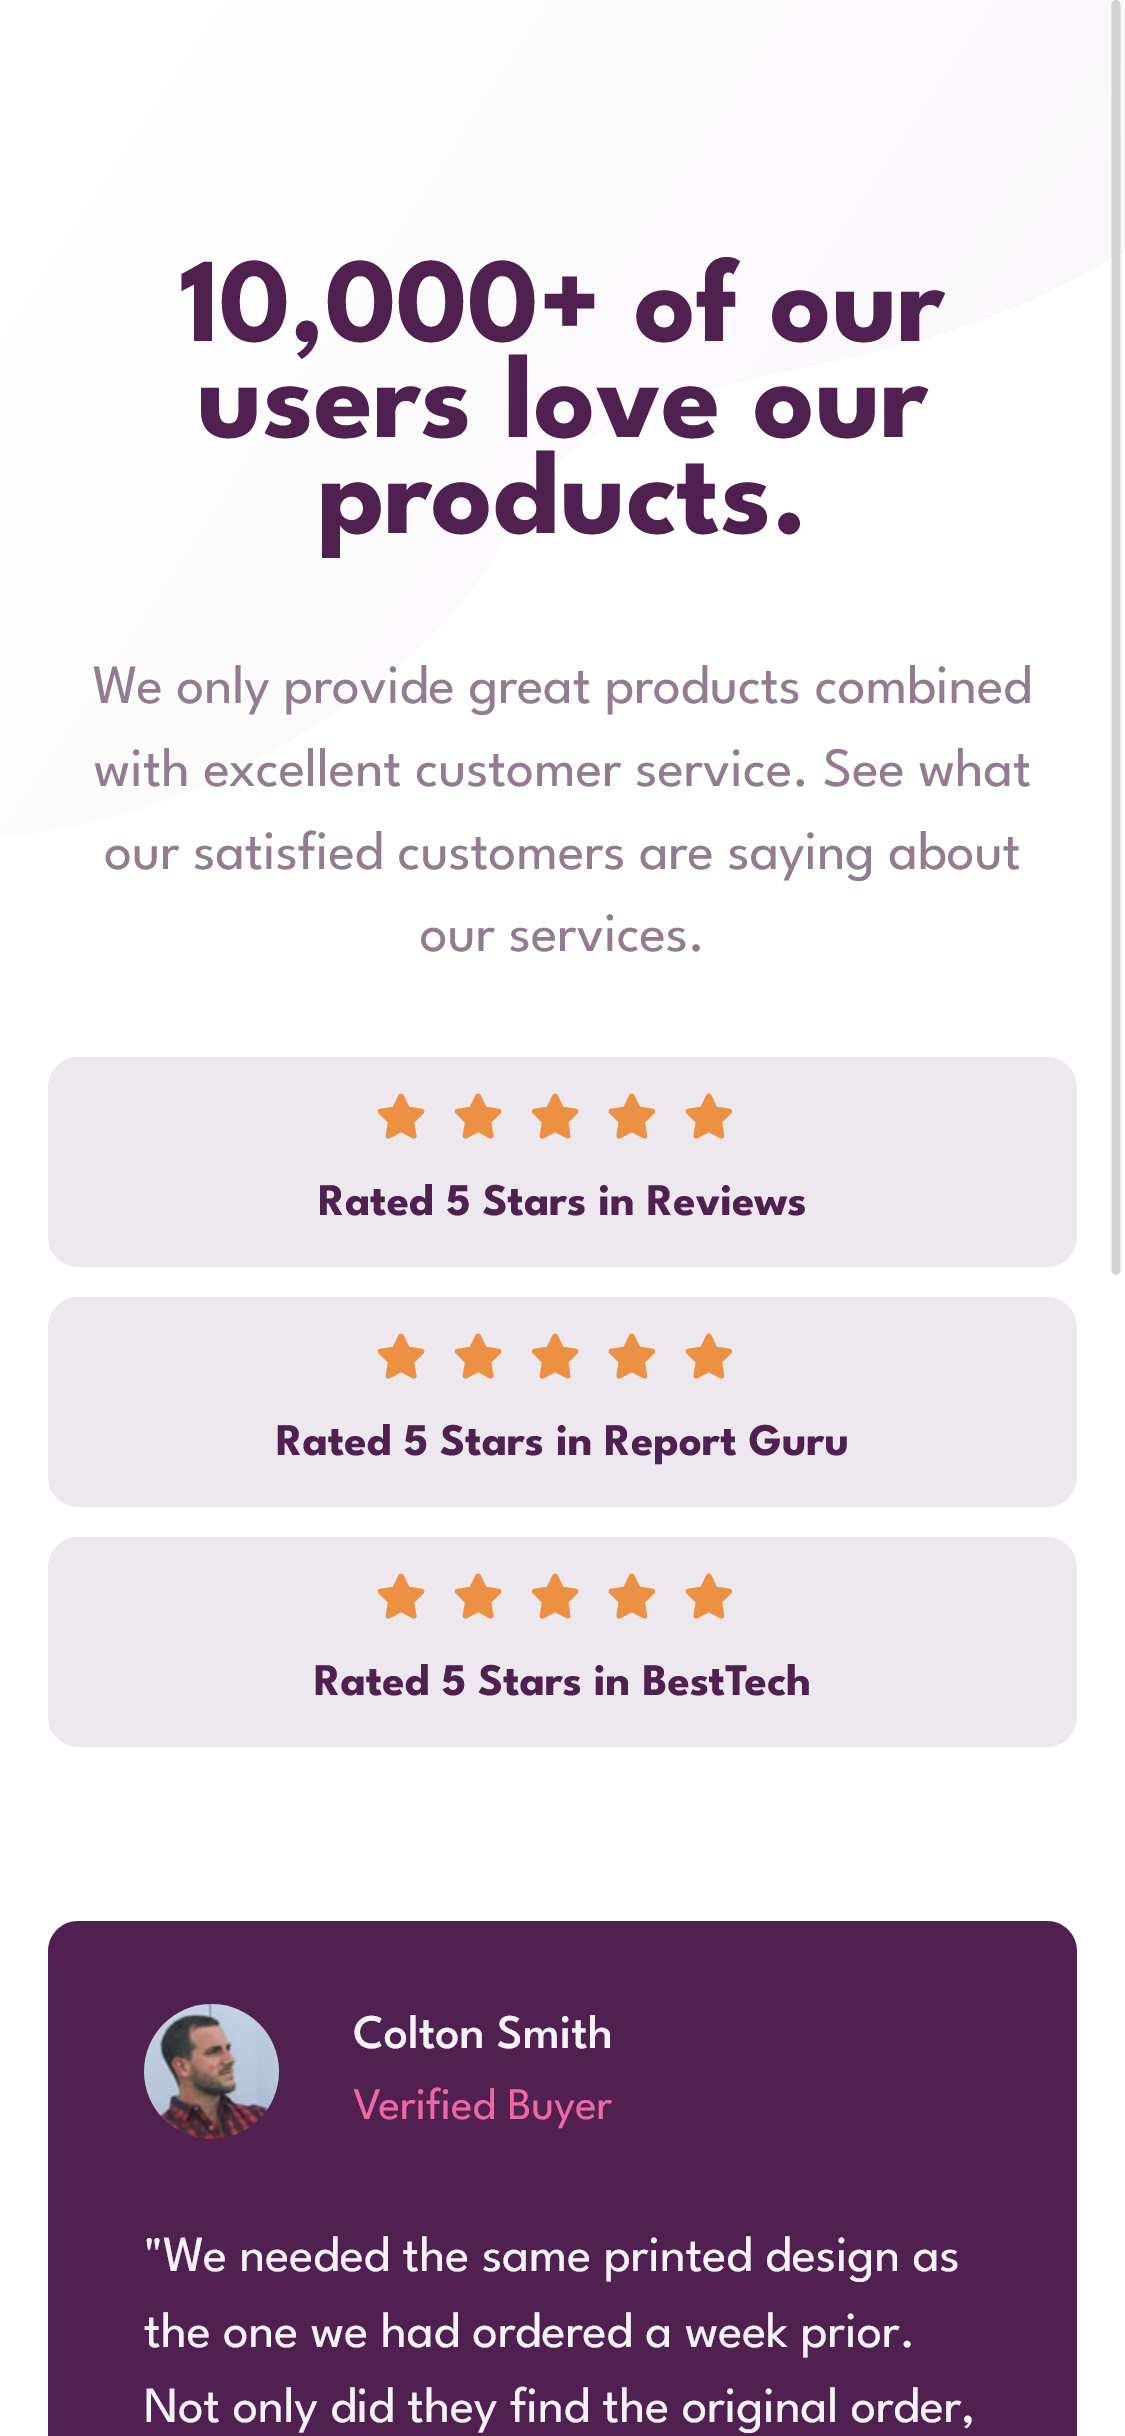 10,000+ of our
users love our
products.
We only provide great products combined
with excellent customer service. See what
our satisfied customers are saying about
our services.
Rated 5 Stars in Reviews
Rated 5 Stars in Report Guru
Rated 5 Stars in BestTech
Colton Smith
Verified Buyer
"We needed the same printed design as
the one we had ordered a week prior.
Not only did they find the original order,